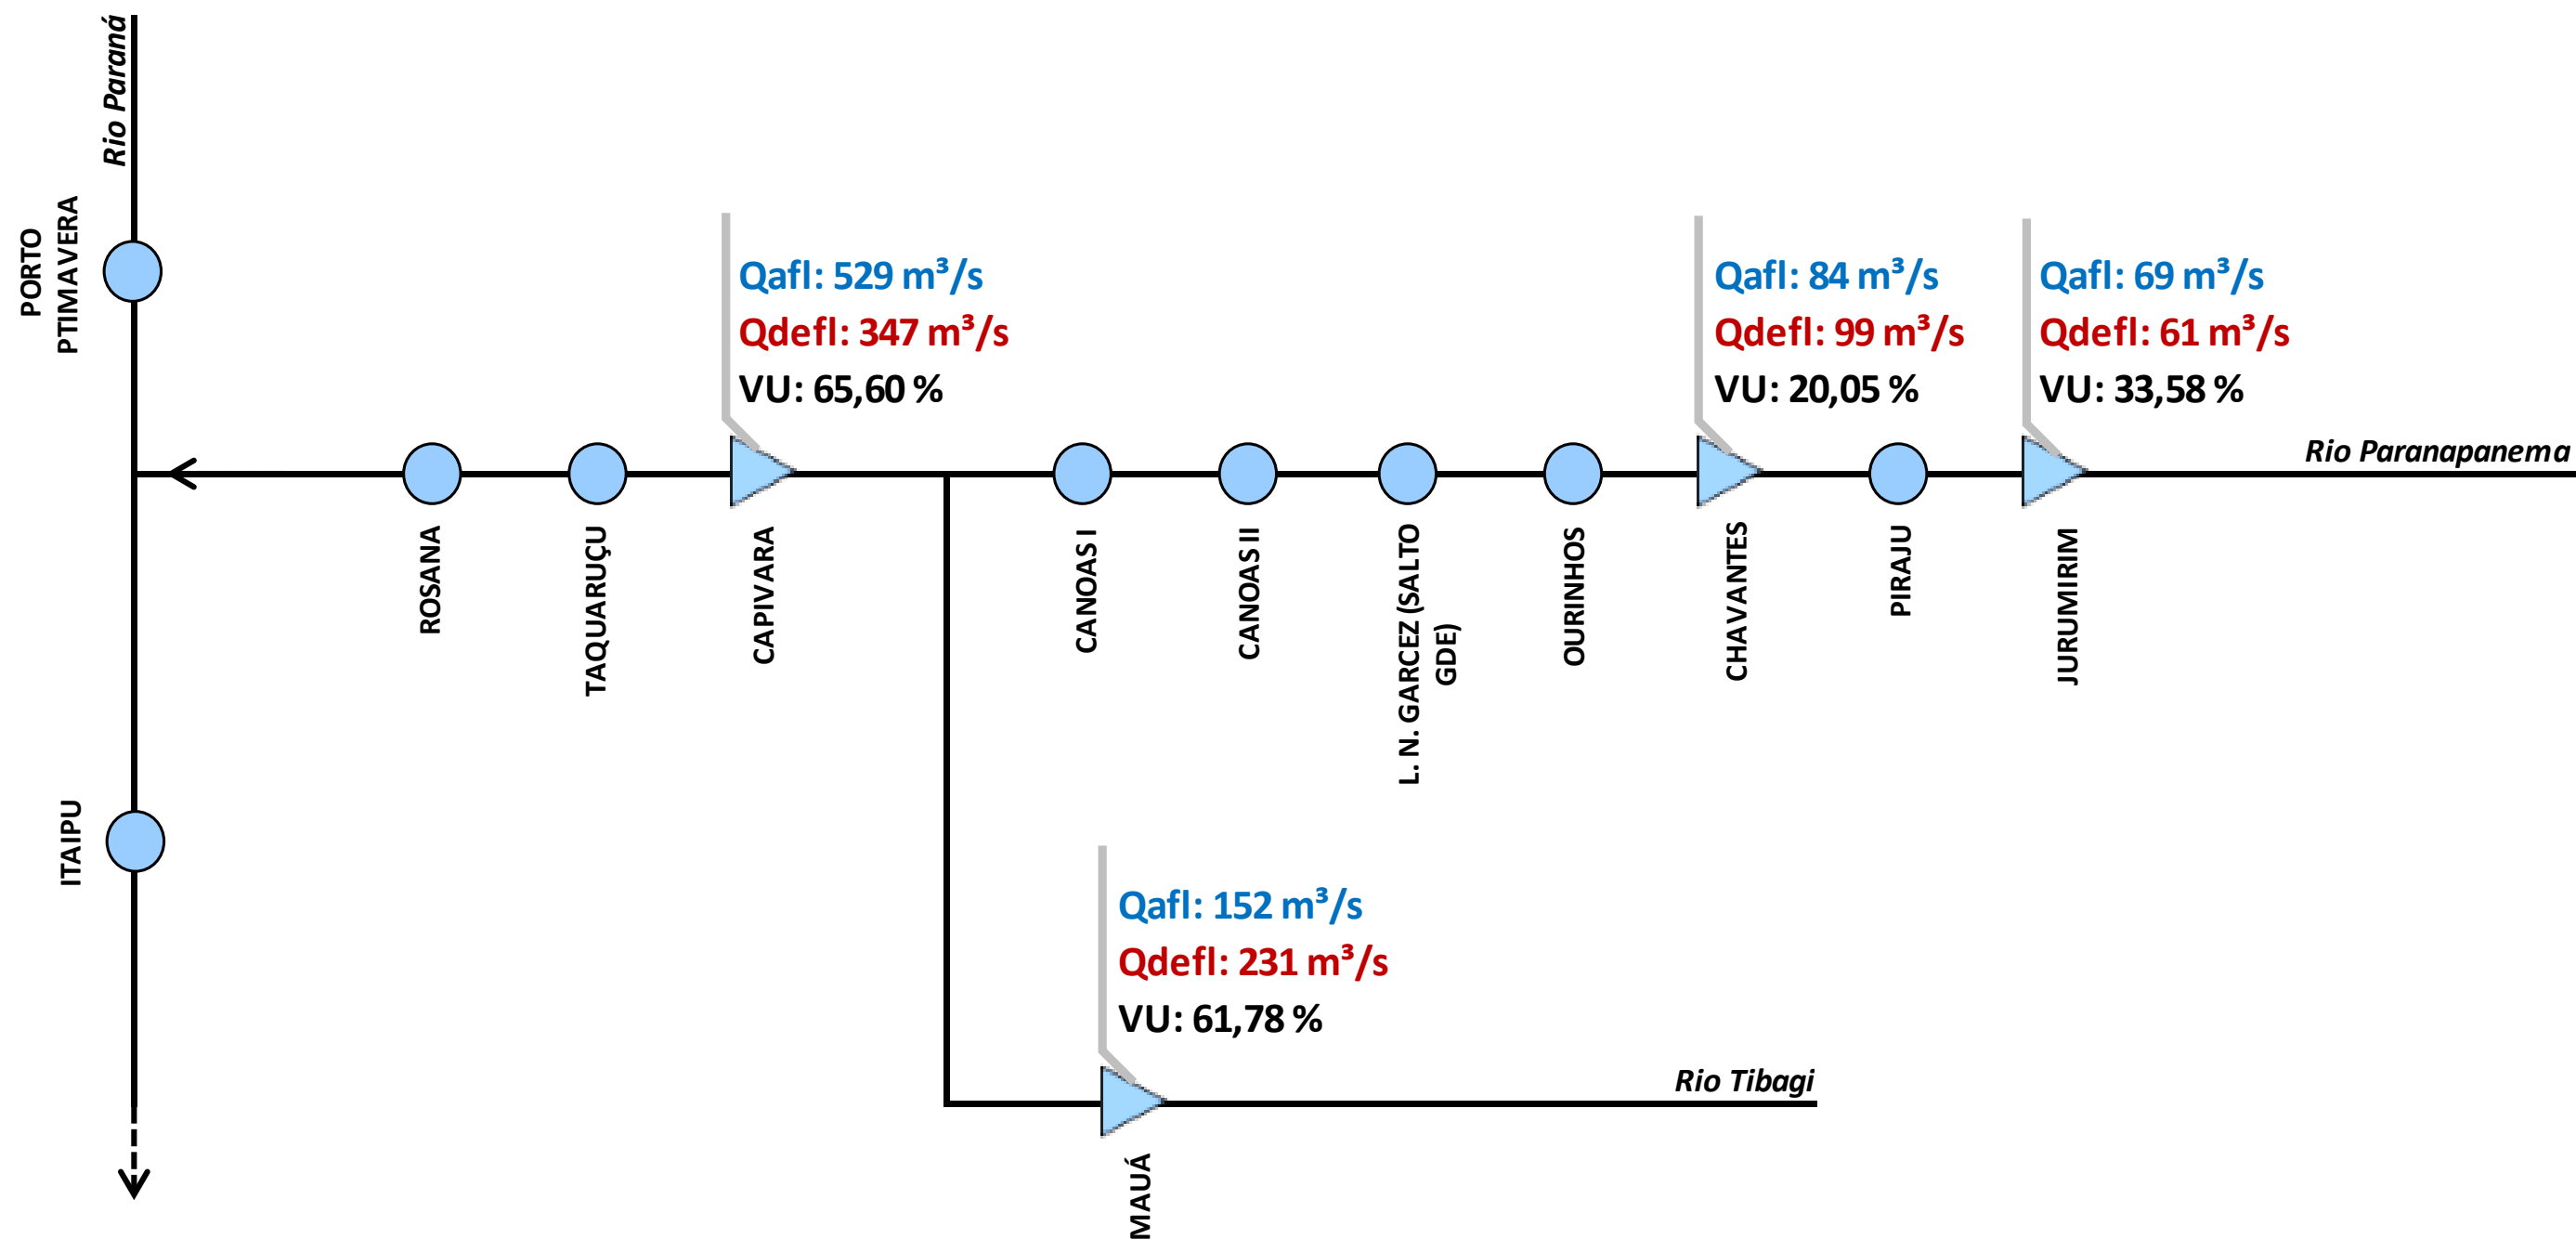 Rio Paraná
PORTO
PTIMAVERA
Qafl: 529 m³/s
Qdefl: 347 m³/s
VU: 65,60 %
Qafl: 84 m³/s
Qdefl: 99 m³/s
VU: 20,05 %
Qafl: 69 m³/s
Qdefl: 61 m³/s
VU: 33,58 %
Rio Paranapanema
ROSANA
TAQUARUÇU
CAPIVARA
CANOAS I
CANOAS II
L. N. GARCEZ (SALTO
GDE)
OURINHOS
CHAVANTES
PIRAJU
JURUMIRIM
ITAIPU
Qafl: 152 m³/s
Qdefl: 231 m³/s
VU: 61,78 %
Rio Tibagi
MAUÁ